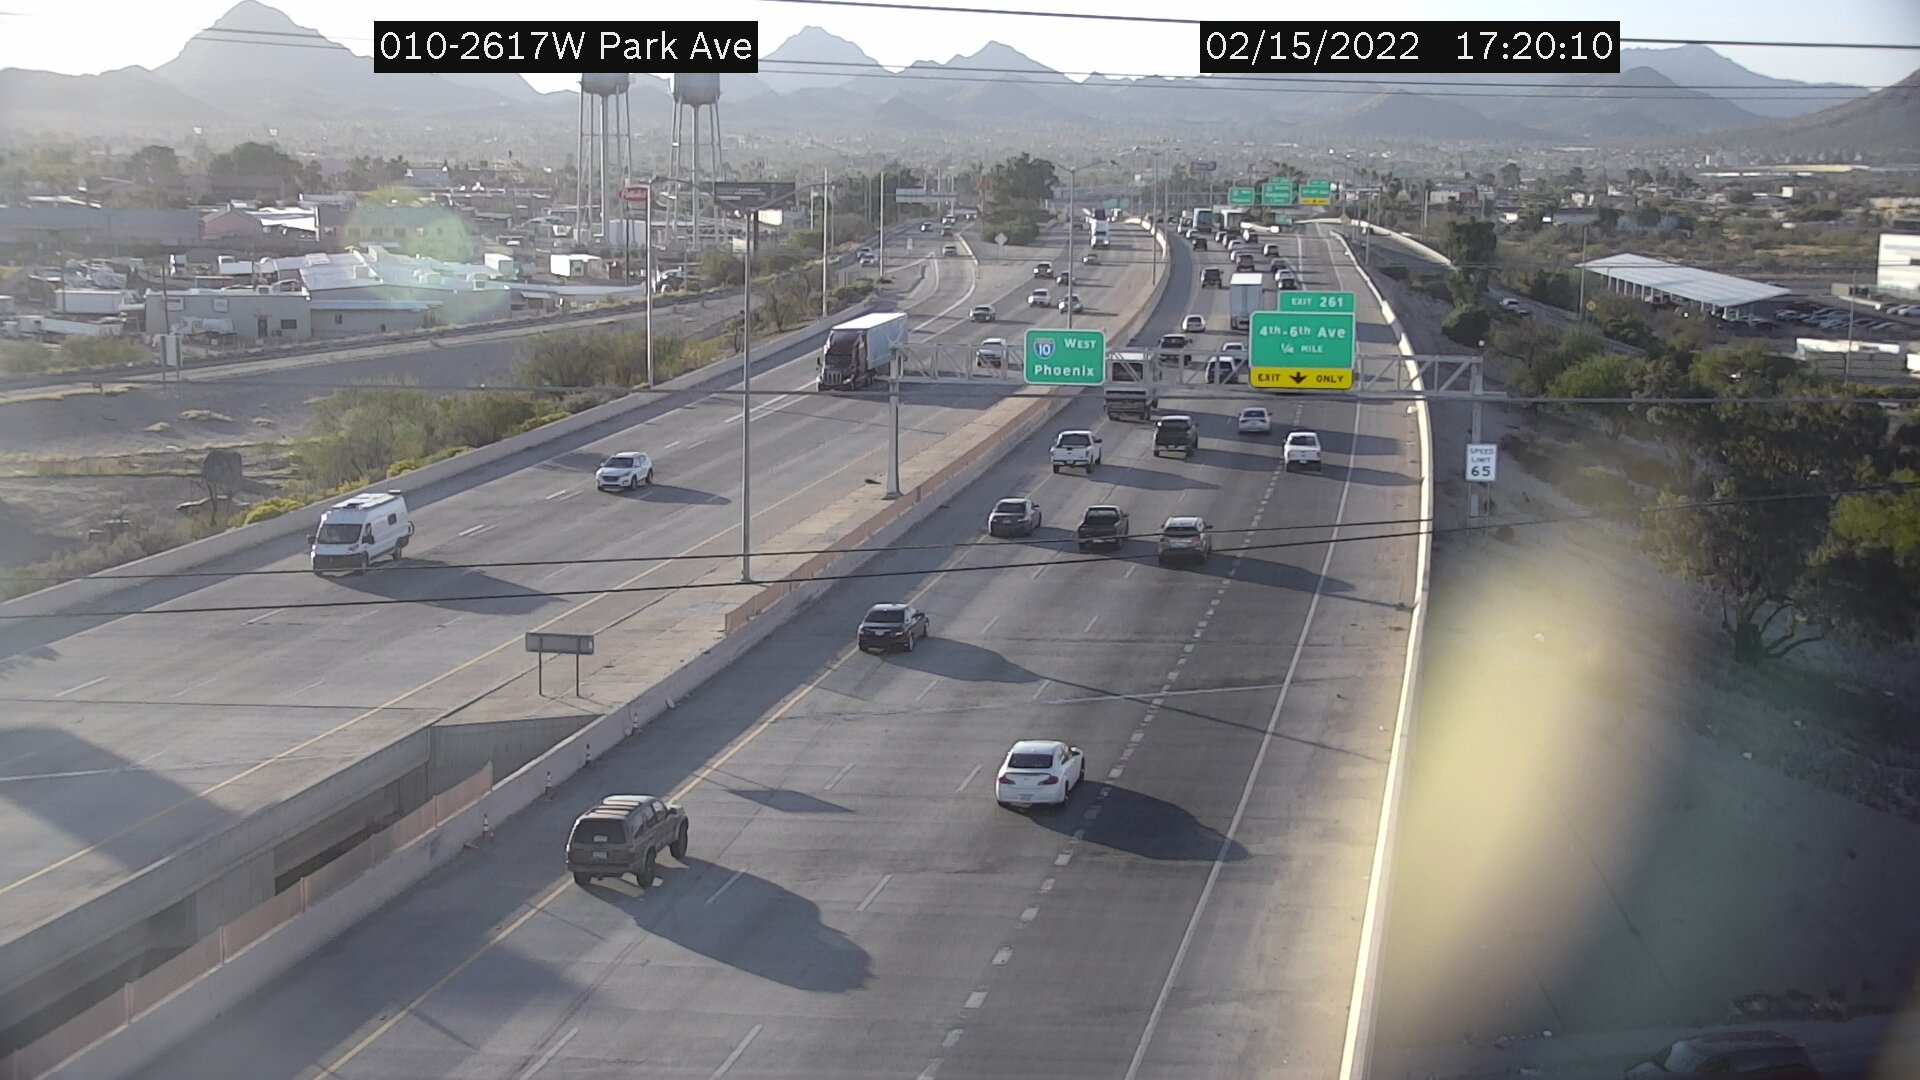 010-2617W Park Ave
02/15/2022 17:20:10
EXIT 261
4th-6th Ave
1/4 MILE
EXIT ONLY
10 WEST
Phoenix
SPEED
LIMIT
65